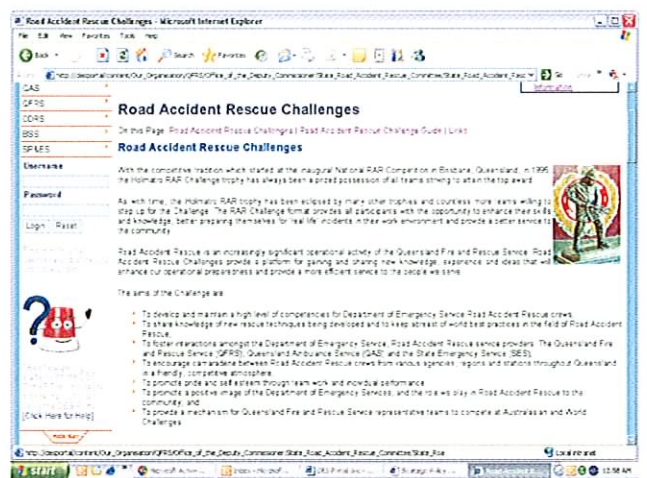 Road Accident Rescue Challenges - Microsoft Internet Explorer
File Edit View Favorites Tools Help
Back Search Favorites
Go
Information
QAS
QFRS
CDRS
BSS
Username
Password
Login Reset
[Click Here for Help]
Road Accident Rescue Challenges
On this Page: Road Accident Rescue Challenges | Road Accident Rescue Challenge Guide | Links
Road Accident Rescue Challenges
With the competitive tradition which started at the inaugural National RAR Competition in Brisbane, Queensland, in 1995,
the Holmatro RAR Challenge trophy has always been a prized possession of all teams striving to attain the top award.
As with time, the Holmatro RAR trophy has been eclipsed by many other trophies and countless more teams willing to
step up for the Challenge. The RAR Challenge format provides all participants with the opportunity to enhance their skills
and knowledge, better preparing themselves for 'real life' incidents in their work environment and provide a better service to
the community.
Road Accident Rescue is an increasingly significant operational activity of the Queensland Fire and Rescue Service. Road
Accident Rescue Challenges provide a platform for gaining and sharing new knowledge, experience and ideas that will
enhance our operational preparedness and provide a more efficient service to the people we serve.
The aims of the Challenge are:
To develop and maintain a high level of competencies for Department of Emergency Service Road Accident Rescue crews.
To share knowledge of new rescue techniques being developed and to keep abreast of world best practices in the field of Road Accident
Rescue;
To foster interactions amongst the Department of Emergency Service, Road Accident Rescue service providers: The Queensland Fire
and Rescue Service (QFRS), Queensland Ambulance Service (QAS) and the State Emergency Service (SES);
To encourage camaraderie between Road Accident Rescue crews from various agencies, regions and stations throughout Queensland
in a friendly, competitive atmosphere;
To promote pride and self esteem through team work and individual performance;
To promote a positive image of the Department of Emergency Services, and the role we play in Road Accident Rescue to the
community; and
To provide a mechanism for Queensland Fire and Rescue Service representative teams to compete at Australasian and World
Challenges.
Local intranet
start
10:58 AM